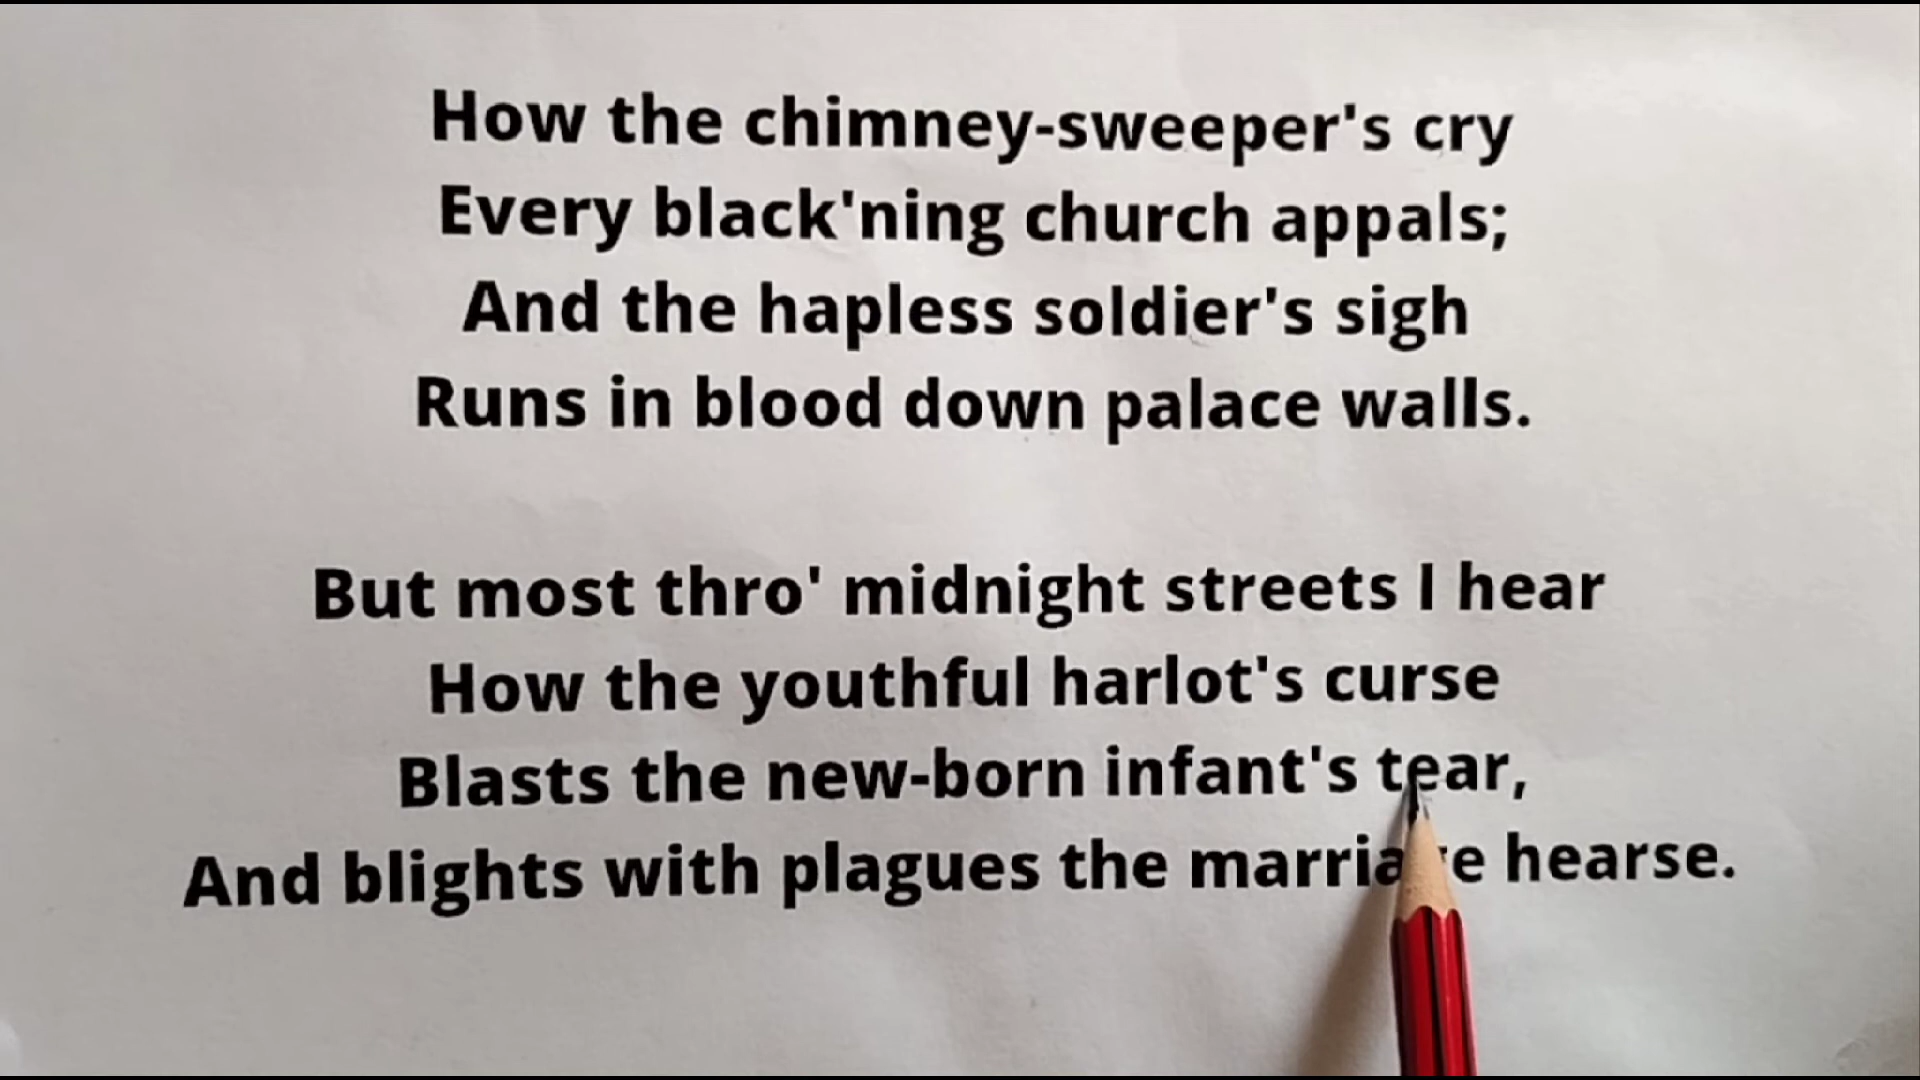 How the chimney-sweeper's cry
Every black'ning church appals;
And the hapless soldier's sigh
Runs in blood down palace walls.
But most thro' midnight streets I hear
How the youthful harlot's curse
Blasts the new-born infant's tear,
And blights with plagues the marriage hearse.